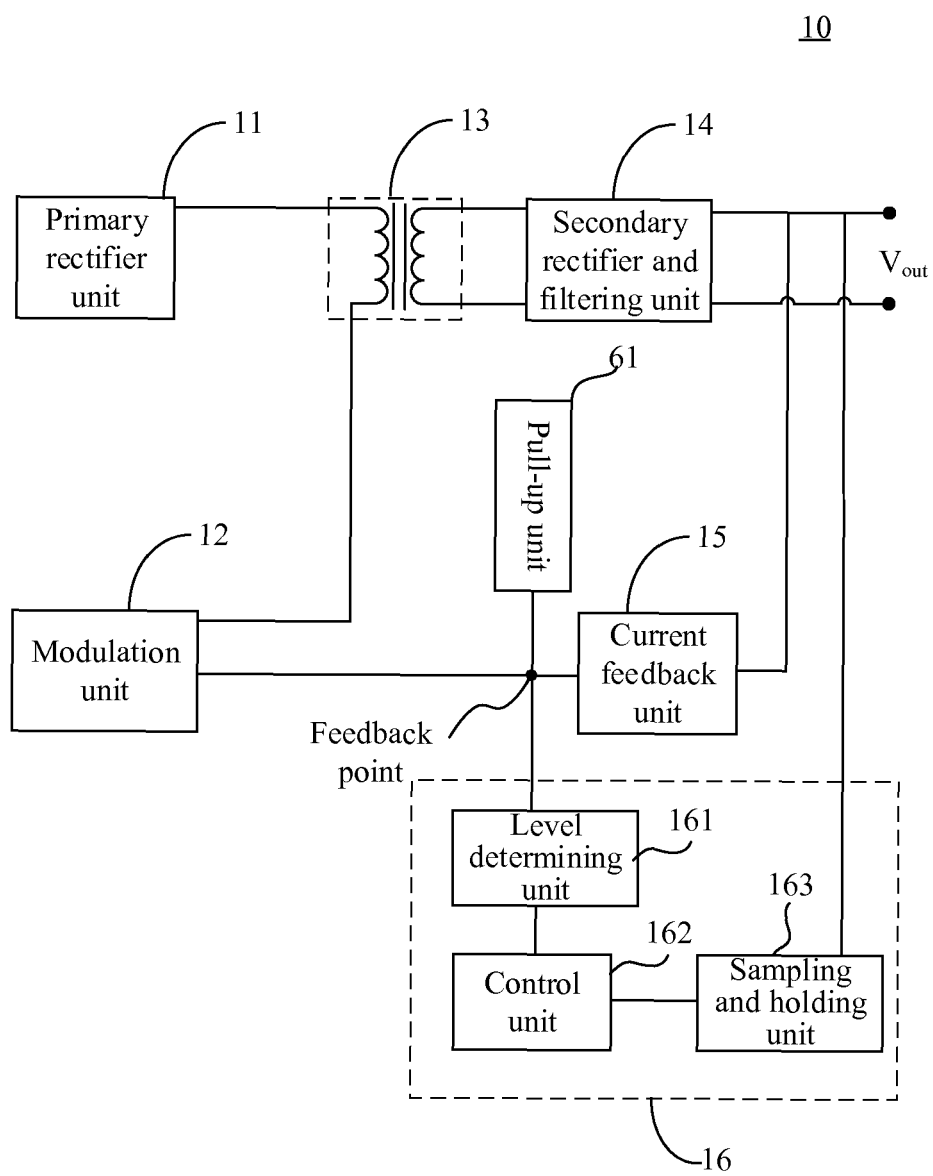 10
11
13
14
Primary
rectifier
unit
Secondary
rectifier and
filtering unit
Vout
61
Pull-up unit
12
15
Modulation
unit
Current
feedback
unit
Feedback
point
Level
determining
unit
161
163
162
Control
unit
Sampling
and holding
unit
16